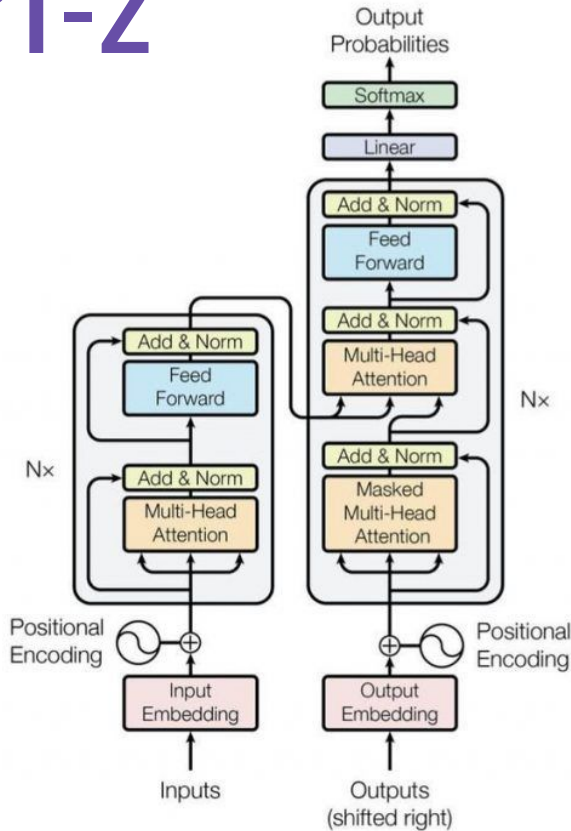 Output
Probabilities
Softmax
Linear
Add & Norm
Feed
Forward
Add & Norm
Multi-Head
Attention
Nx
Add & Norm
Masked
Multi-Head
Attention
Add & Norm
Feed
Forward
Nx
Add & Norm
Multi-Head
Attention
Positional
Encoding
Positional
Encoding
Input
Embedding
Output
Embedding
Inputs
Outputs
(shifted right)